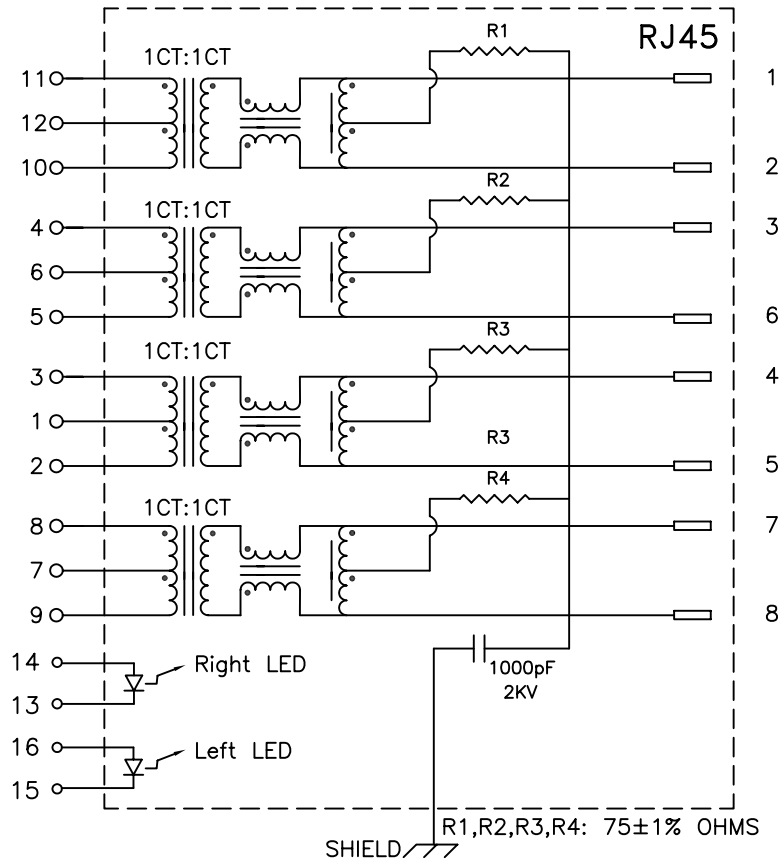 R1
RJ45
1CT:1CT
11
1
12
10
2
R2
1CT:1CT
4
3
6
5
6
R3
1CT:1CT
3
4
1
R3
2
5
R4
1CT:1CT
8
7
7
9
8
14
Right LED
1000pF
2KV
13
16
Left LED
15
R1,R2,R3,R4: 75±1% OHMS
SHIELD